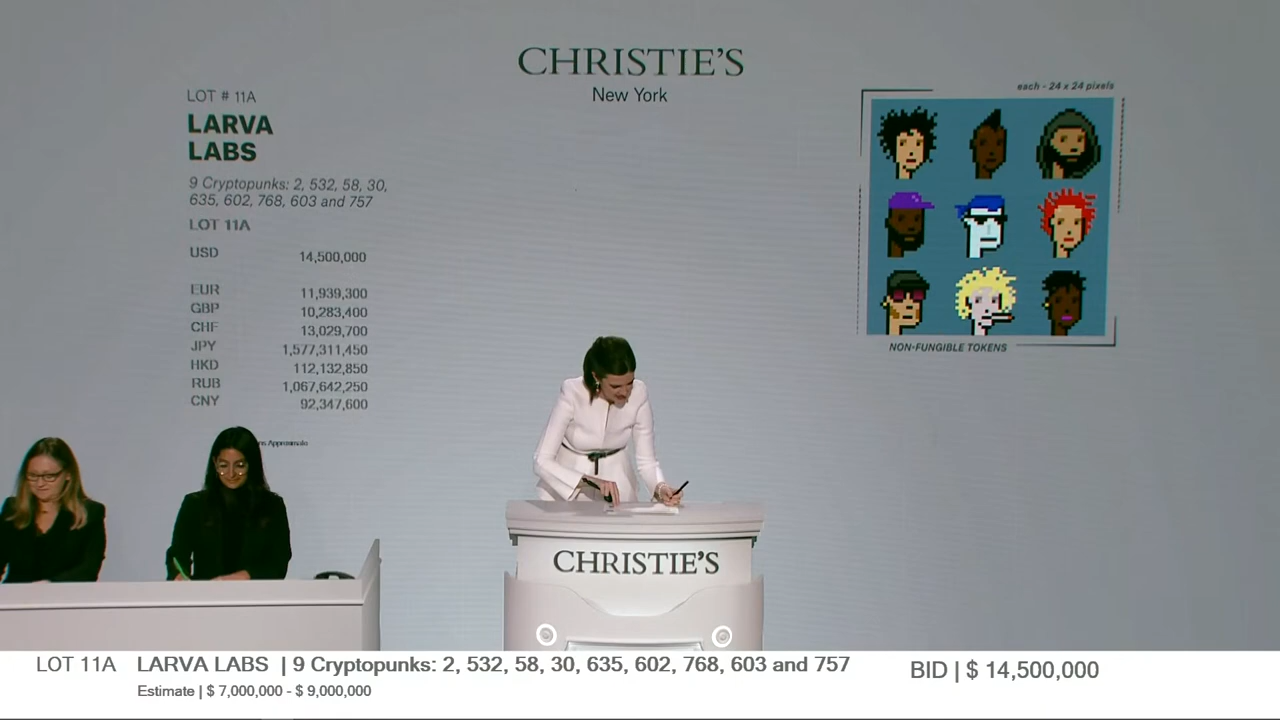 CHRISTIE'S
New York
LOT # 11A
LARVA
LABS
9 Cryptopunks: 2, 532, 58, 30,
635, 602, 768, 603 and 757
LOT 11A
USD 14,500,000
EUR 11,939,300
GBP 10,283,400
CHF 13,029,700
JPY 1,577,311,450
HKD 112,132,850
RUB 1,067,642,250
CNY 92,347,600
Approximate
each - 24 x 24 pixels
NON-FUNGIBLE TOKENS
CHRISTIE'S
LOT 11A LARVA LABS | 9 Cryptopunks: 2, 532, 58, 30, 635, 602, 768, 603 and 757
Estimate | $ 7,000,000 - $ 9,000,000
BID | $ 14,500,000